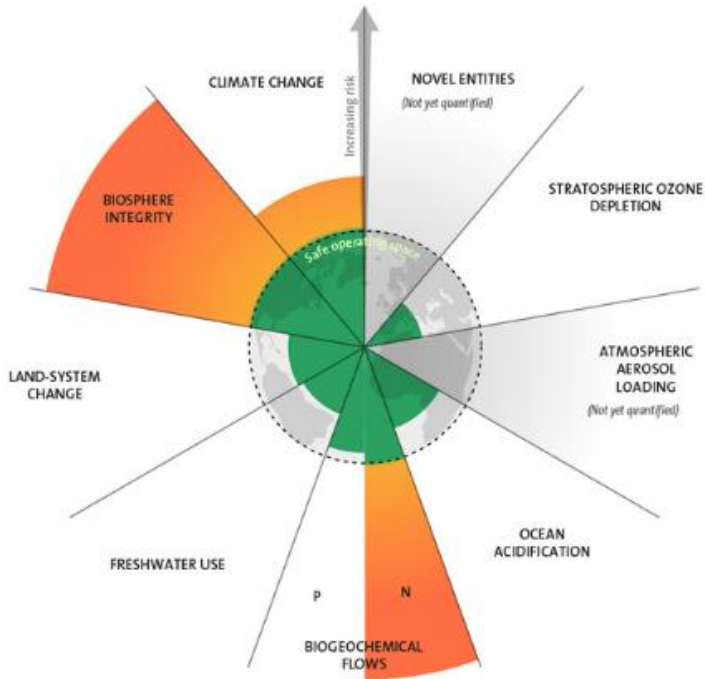 CLIMATE CHANGE
Increasing risk
NOVEL ENTITIES
(Not yet quantified)
STRATOSPHERIC OZONE
DEPLETION
BIOSPHERE
INTEGRITY
Safe operating space
ATMOSPHERIC
AEROSOL
LOADING
(Not yet quantified)
LAND-SYSTEM
CHANGE
OCEAN
ACIDIFICATION
FRESHWATER USE
P
N
BIOGEOCHEMICAL
FLOWS